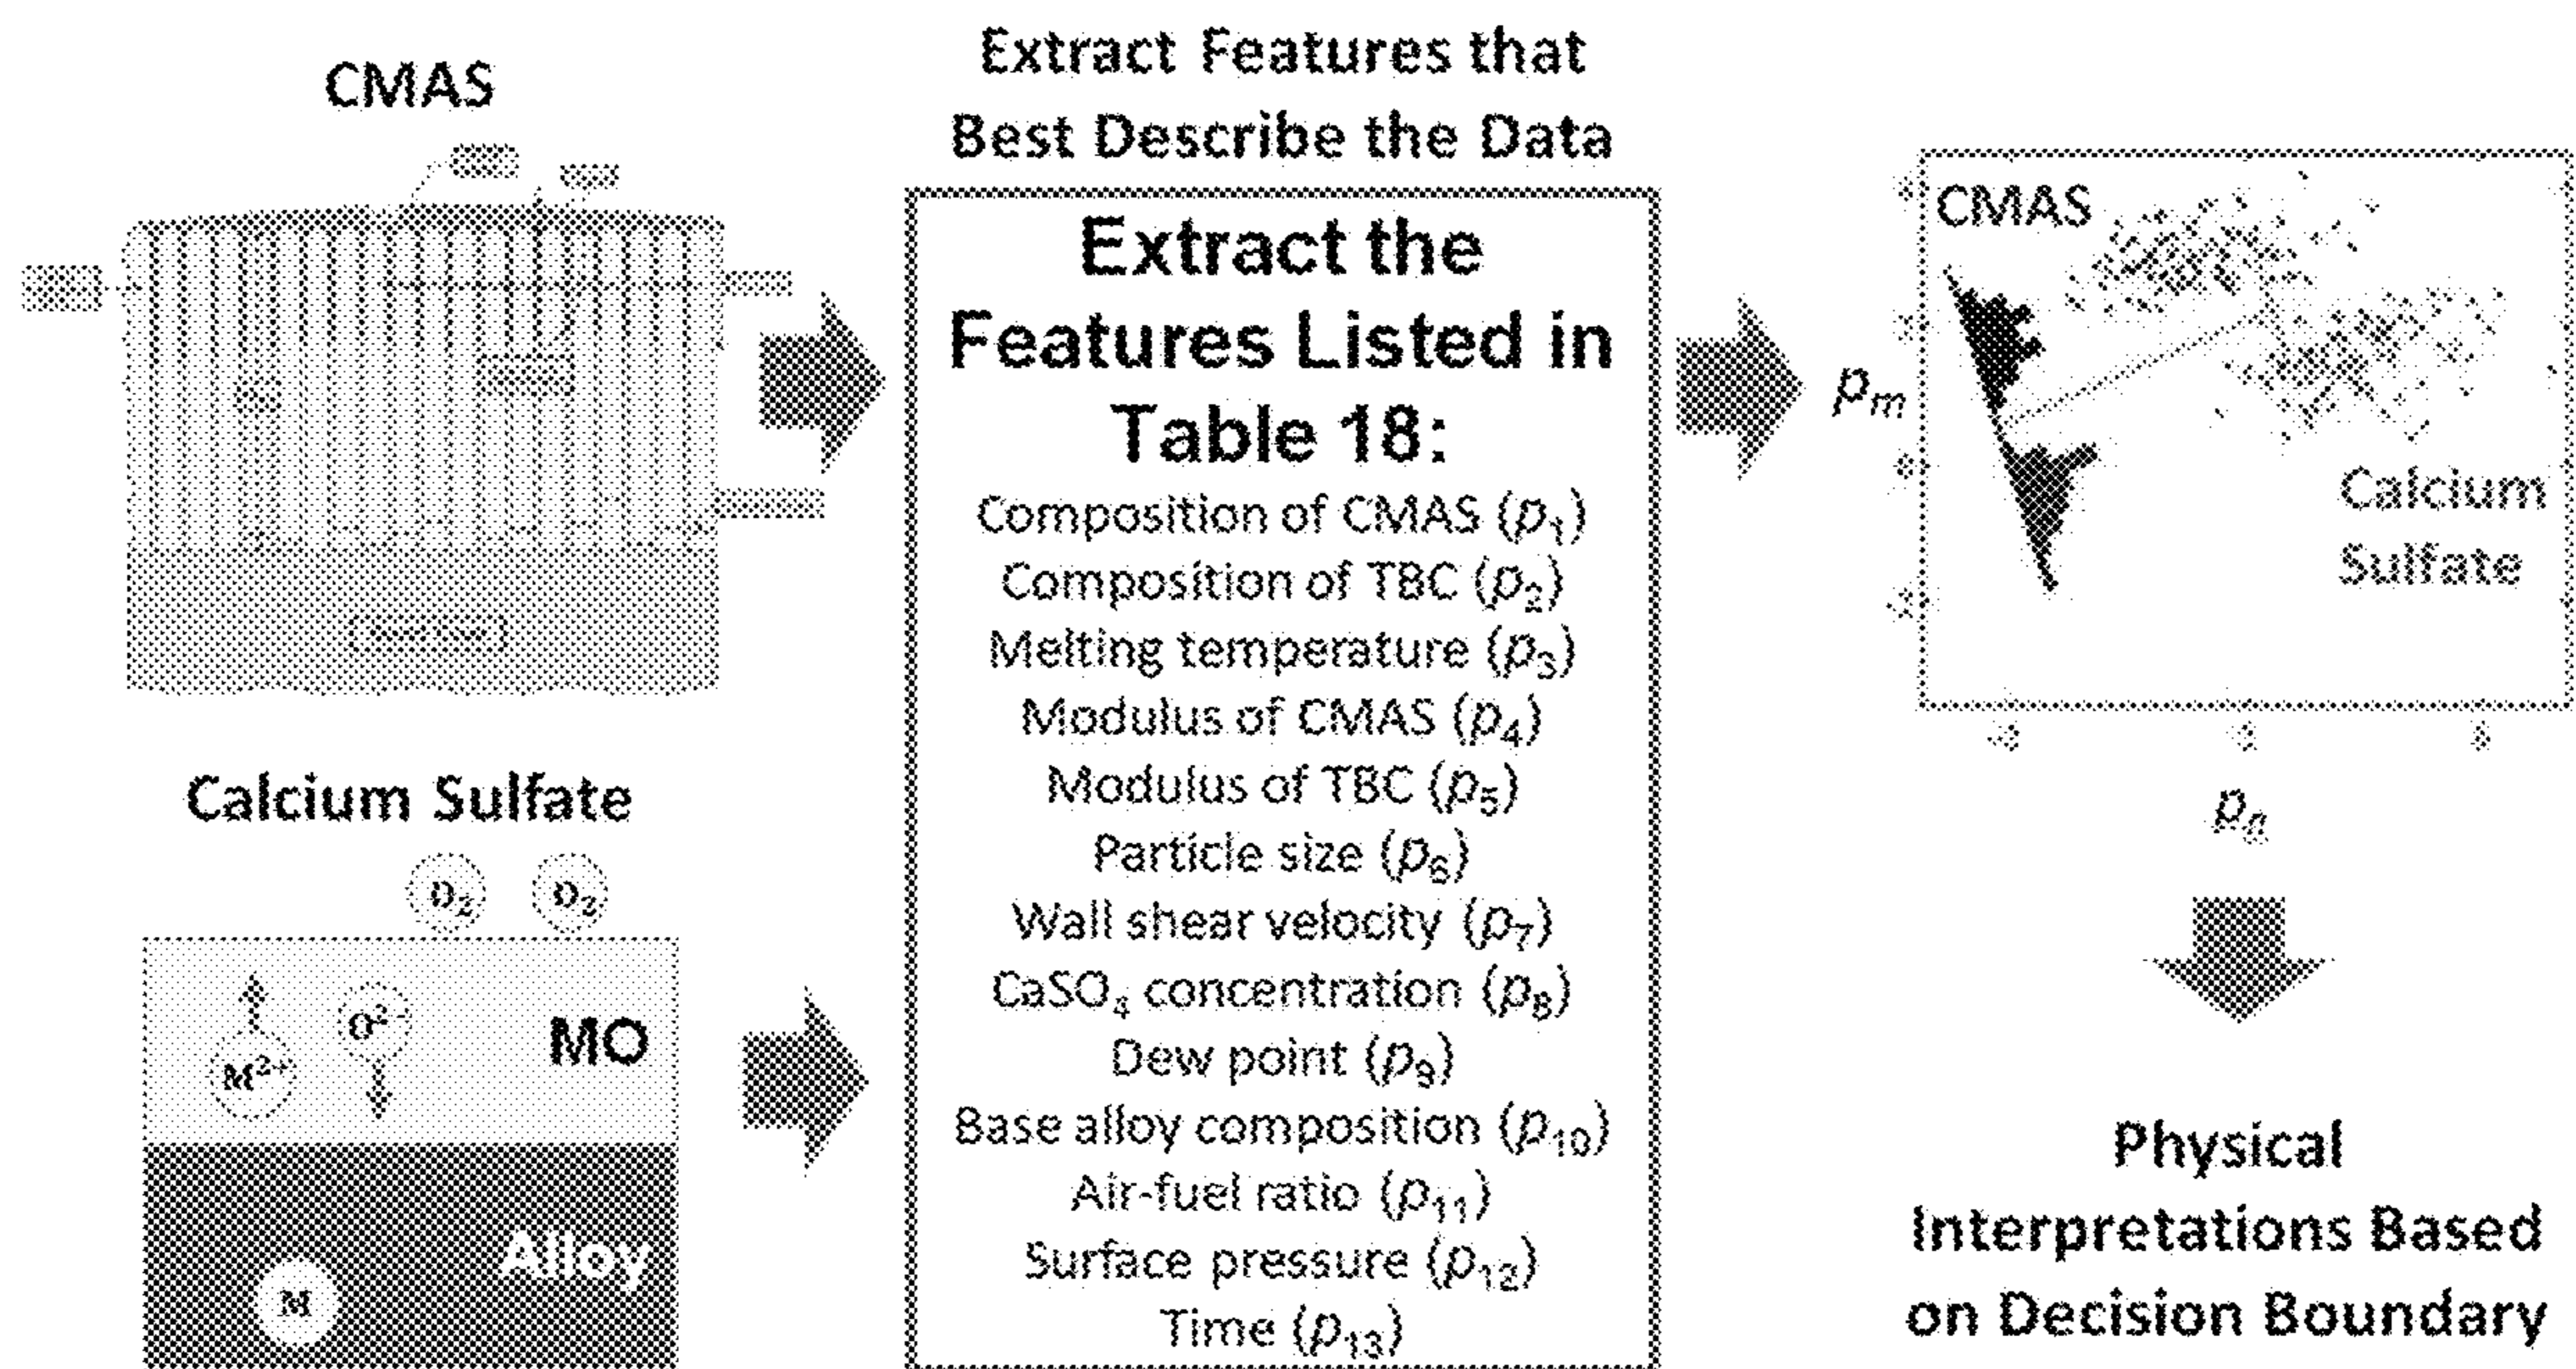 CMAS
Calcium Sulfate
O₂
O₂
M²⁺
O²⁻
MO
Alloy
M
Extract Features that
Best Describe the Data
Extract the
Features Listed in
Table 18:
Composition of CMAS (p₁)
Composition of TBC (p₂)
Melting temperature (p₃)
Modulus of CMAS (p₄)
Modulus of TBC (p₅)
Particle size (p₆)
Wall shear velocity (p₇)
CaSO₄ concentration (p₈)
Dew point (p₉)
Base alloy composition (p₁₀)
Air-fuel ratio (p₁₁)
Surface pressure (p₁₂)
Time (p₁₃)
CMAS
Calcium
Sulfate
pₘ
pₙ
Physical
Interpretations Based
on Decision Boundary